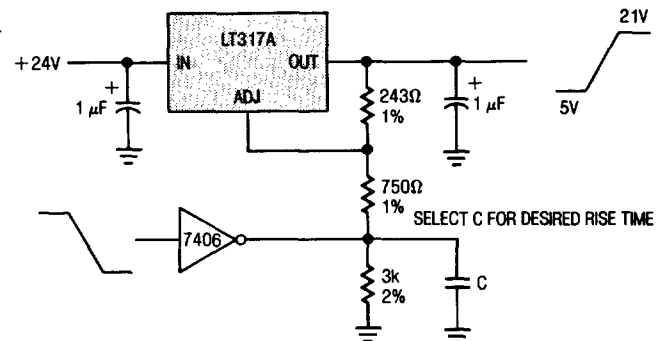 21V
LT317A
+24V
IN
OUT
+
1 μF
ADJ
243Ω
1%
+
1 μF
5V
750Ω
1%
SELECT C FOR DESIRED RISE TIME
7406
3k
2%
C